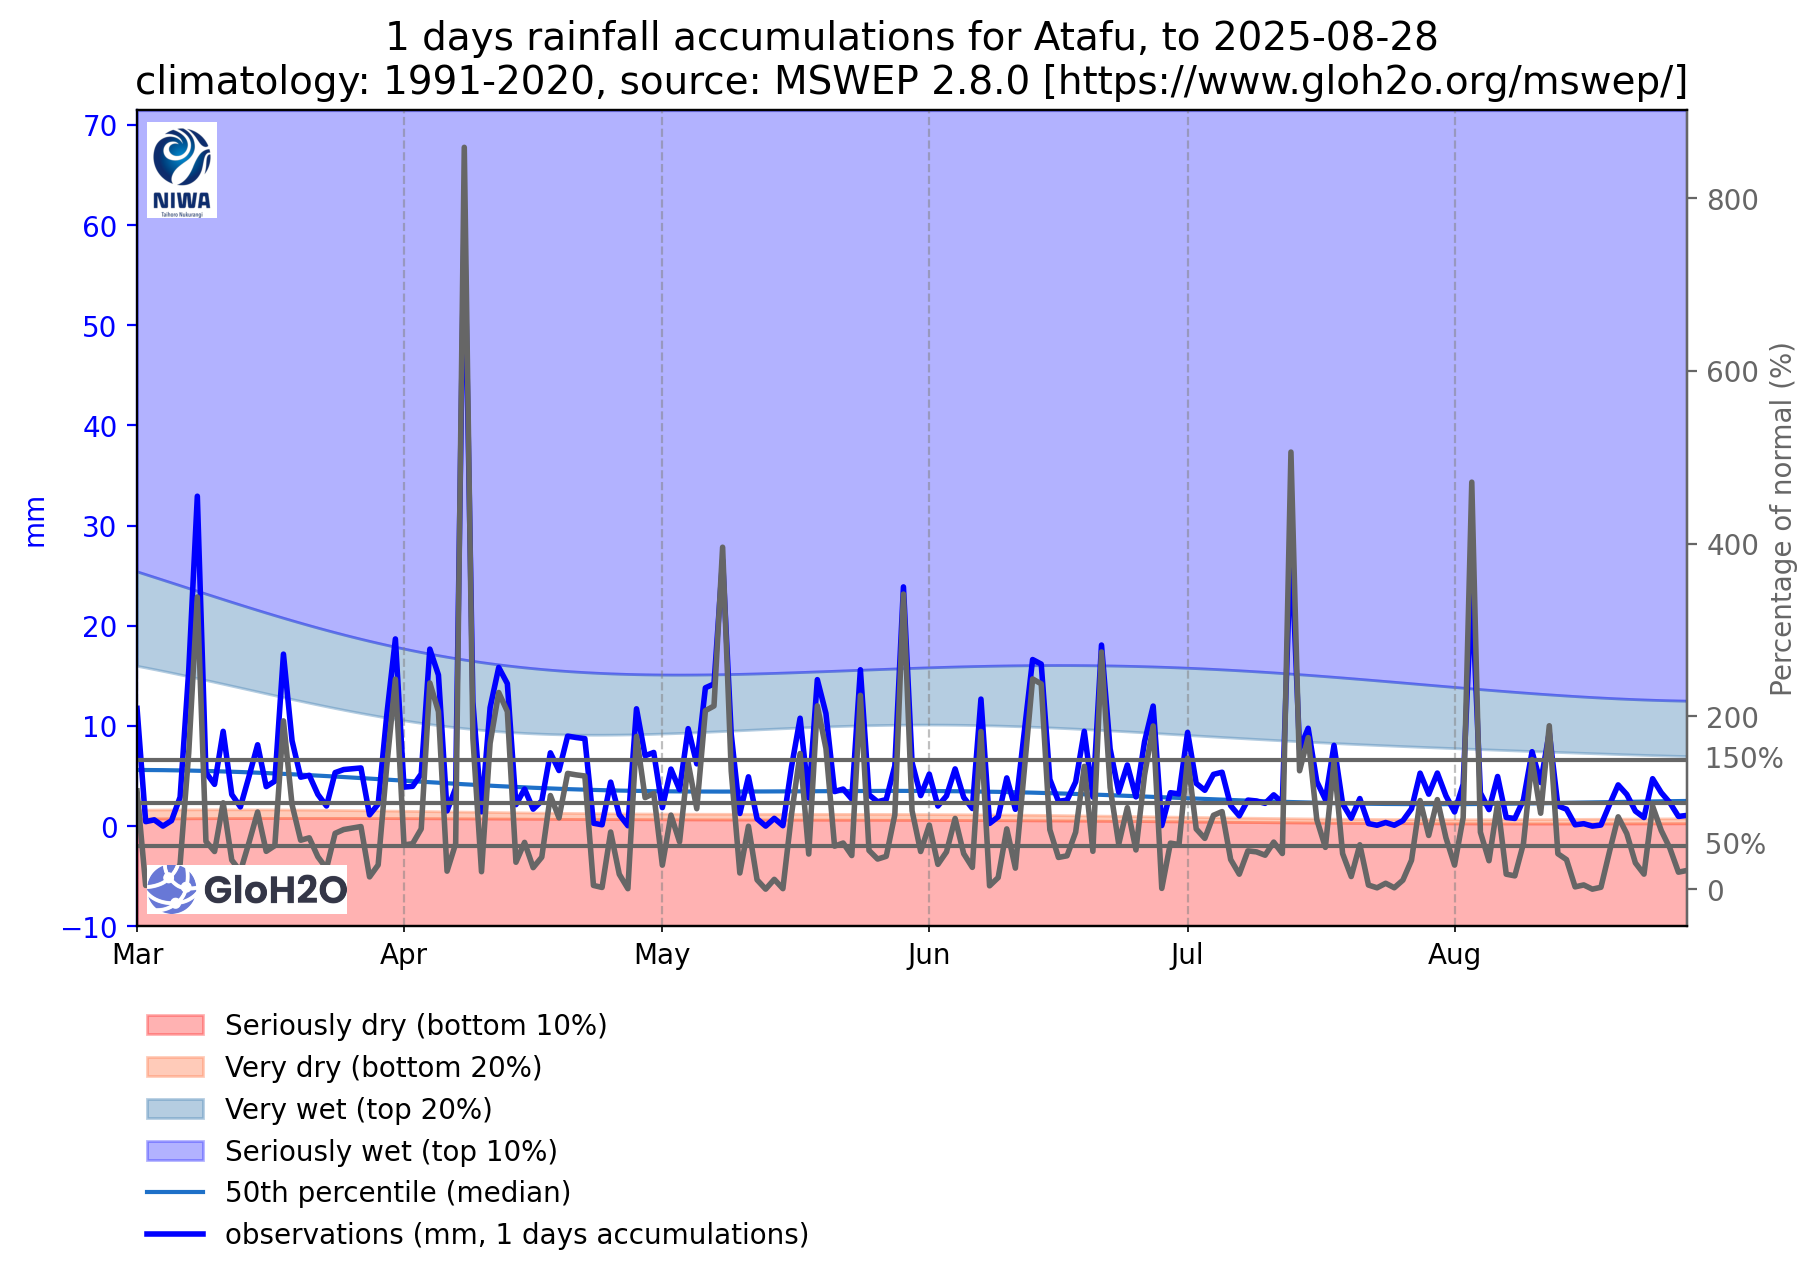 1 days rainfall accumulations for Atafu, to 2025-08-28
climatology: 1991-2020, source: MSWEP 2.8.0 [https://www.gloh2o.org/mswep/]
NIWA
Taihoro Nukurangi
70
60
50
40
30
20
10
0
−10
mm
800
600
400
200
150%
50%
0
Percentage of normal (%)
GloH2O
Mar
Apr
May
Jun
Jul
Aug
Seriously dry (bottom 10%)
Very dry (bottom 20%)
Very wet (top 20%)
Seriously wet (top 10%)
50th percentile (median)
observations (mm, 1 days accumulations)